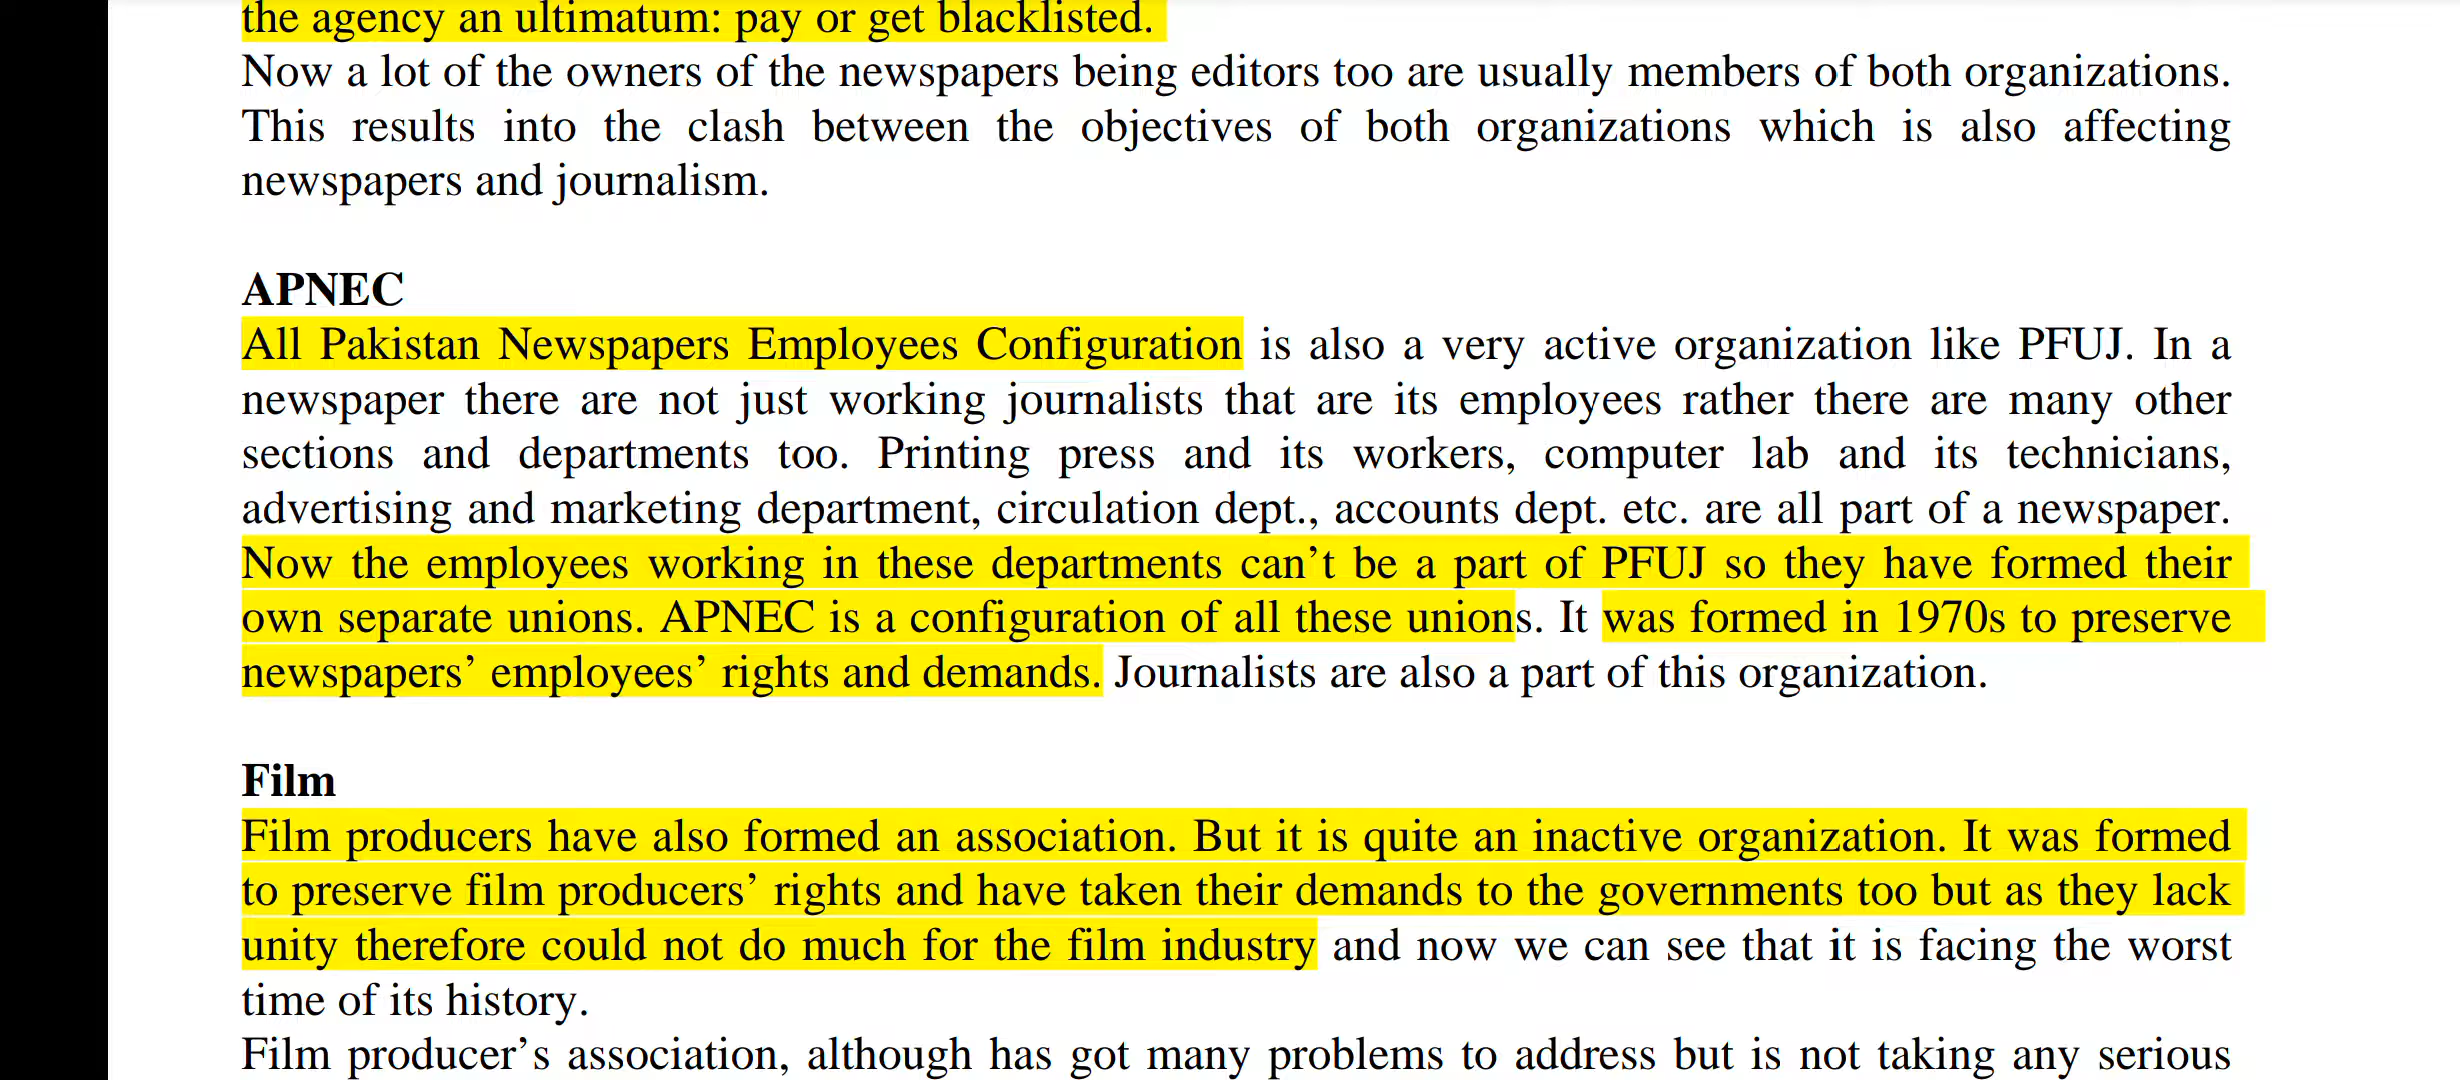 the agency an ultimatum: pay or get blacklisted.
Now a lot of the owners of the newspapers being editors too are usually members of both organizations.
This results into the clash between the objectives of both organizations which is also affecting
newspapers and journalism.
APNEC
All Pakistan Newspapers Employees Configuration is also a very active organization like PFUJ. In a
newspaper there are not just working journalists that are its employees rather there are many other
sections and departments too. Printing press and its workers, computer lab and its technicians,
advertising and marketing department, circulation dept., accounts dept. etc. are all part of a newspaper.
Now the employees working in these departments can’t be a part of PFUJ so they have formed their
own separate unions. APNEC is a configuration of all these unions. It was formed in 1970s to preserve
newspapers’ employees’ rights and demands. Journalists are also a part of this organization.
Film
Film producers have also formed an association. But it is quite an inactive organization. It was formed
to preserve film producers’ rights and have taken their demands to the governments too but as they lack
unity therefore could not do much for the film industry and now we can see that it is facing the worst
time of its history.
Film producer’s association, although has got many problems to address but is not taking any serious